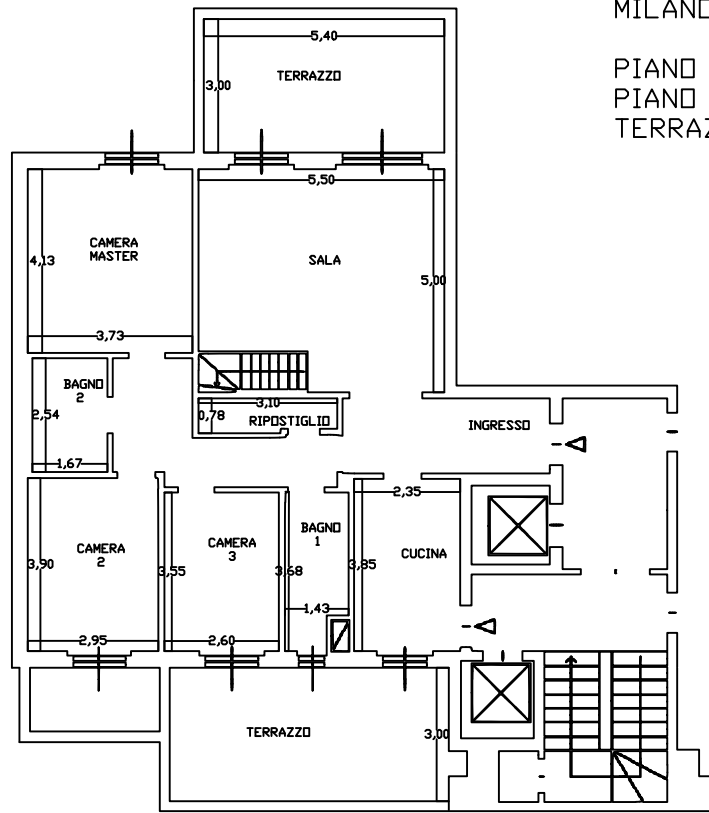 MILANO
PIANO
PIANO
5,40
TERRAZZO
3,00
5,50
CAMERA
MASTER
4,13
SALA
5,00
3,73
BAGNO
2
2,54
3,10
0,78
RIPOSTIGLIO
INGRESSO
1,67
2,35
BAGNO
1
CAMERA
2
CAMERA
3
CUCINA
3,90
3,55
3,68
3,85
1,43
2,95
2,60
TERRAZZO
3,00